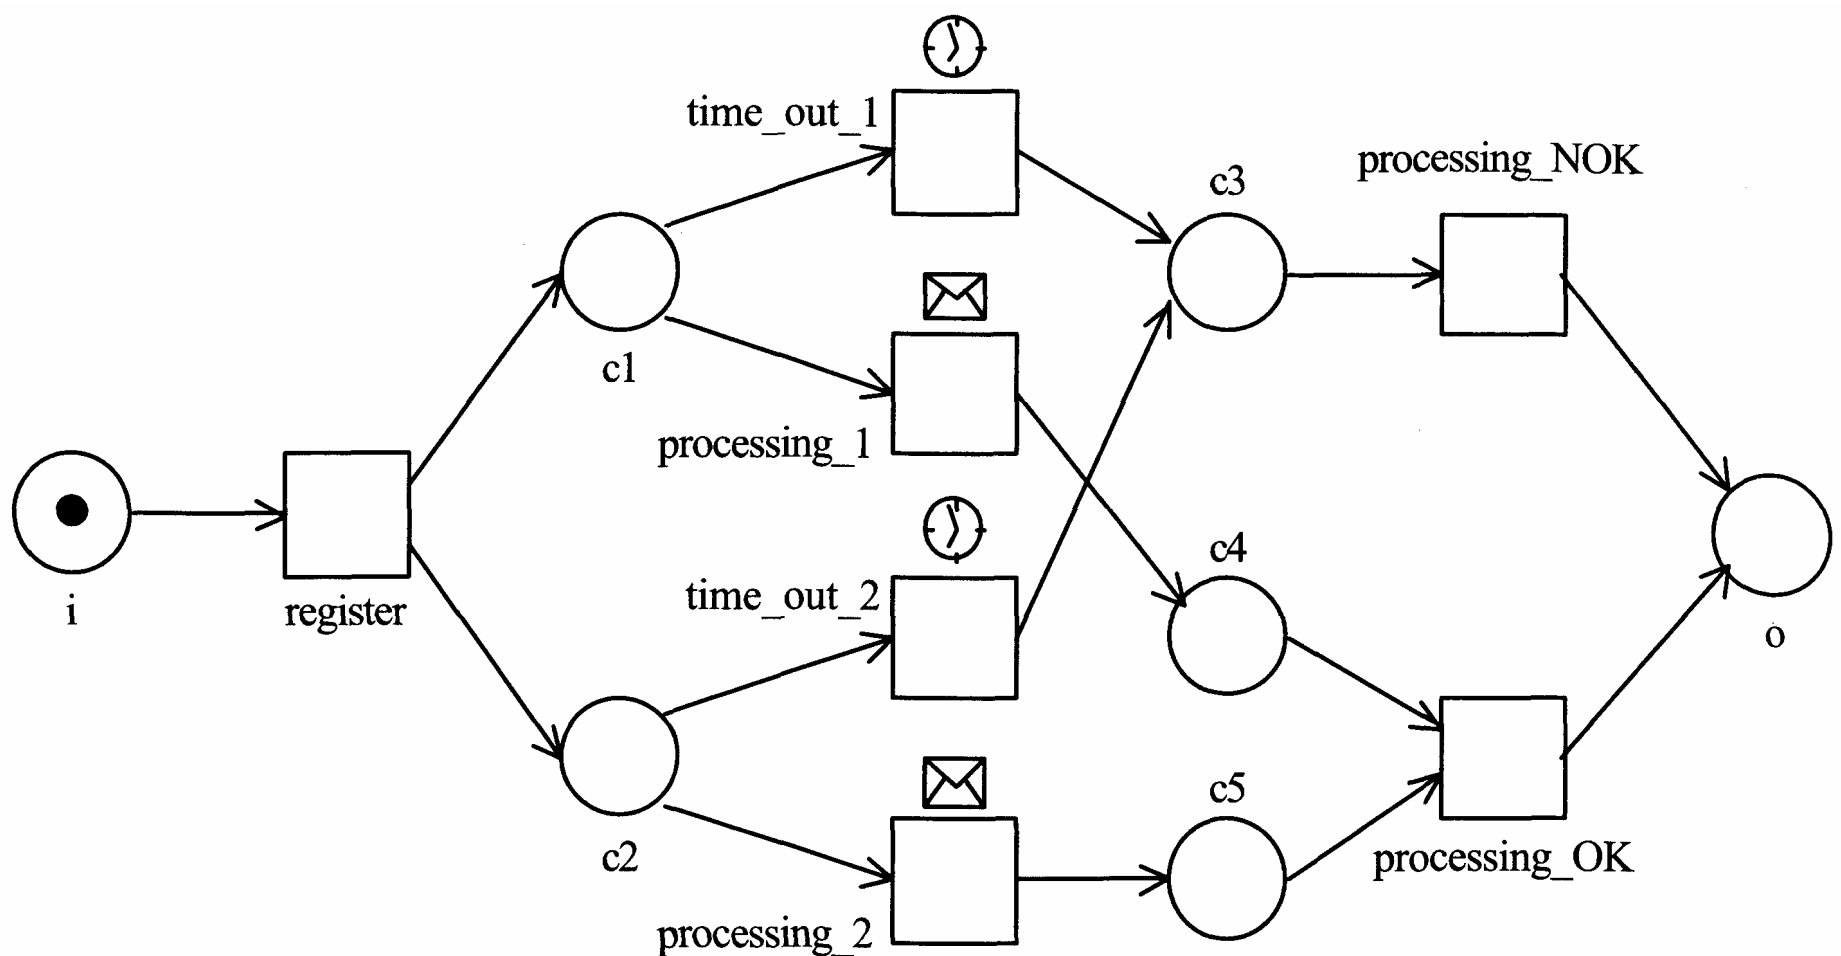 time_out_1
processing_NOK
c3
c1
processing_1
i
register
time_out_2
c4
o
c2
c5
processing_OK
processing_2